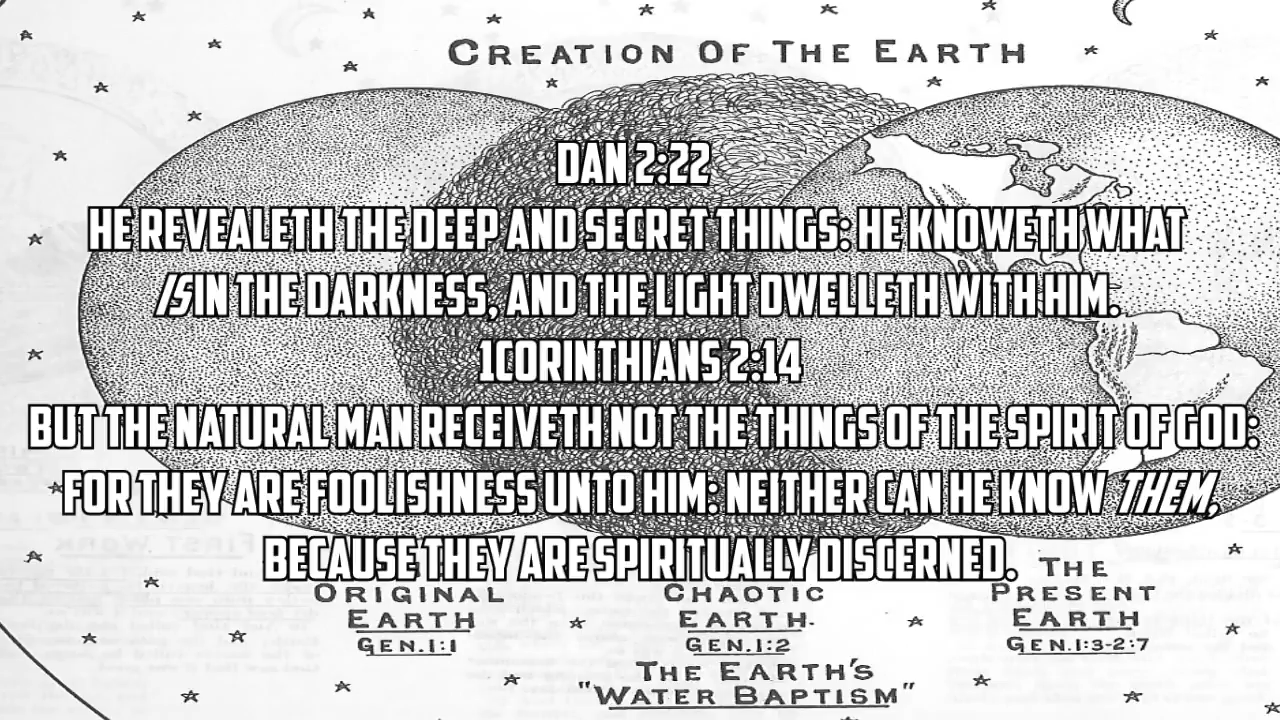 CREATION OF THE EARTH
DAN 2:22
HE REVEALETH THE DEEP AND SECRET THINGS: HE KNOWETH WHAT
IS IN THE DARKNESS, AND THE LIGHT DWELLETH WITH HIM.
1CORINTHIANS 2:14
BUT THE NATURAL MAN RECEIVETH NOT THE THINGS OF THE SPIRIT OF GOD:
FOR THEY ARE FOOLISHNESS UNTO HIM: NEITHER CAN HE KNOW THEM,
BECAUSE THEY ARE SPIRITUALLY DISCERNED.
ORIGINAL
EARTH
GEN.1:1
CHAOTIC
EARTH.
GEN.1:2
THE EARTH'S
"WATER BAPTISM"
THE
PRESENT
EARTH
GEN.1:3-2:7